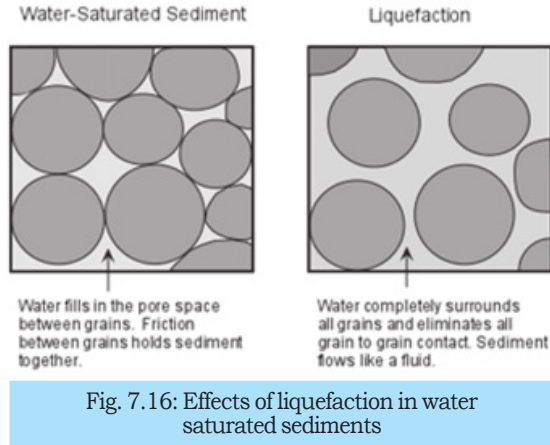 Water-Saturated Sediment
Liquefaction
Water fills in the pore space
between grains. Friction
between grains holds sediment
together.
Water completely surrounds
all grains and eliminates all
grain to grain contact. Sediment
flows like a fluid.
Fig. 7.16: Effects of liquefaction in water
saturated sediments